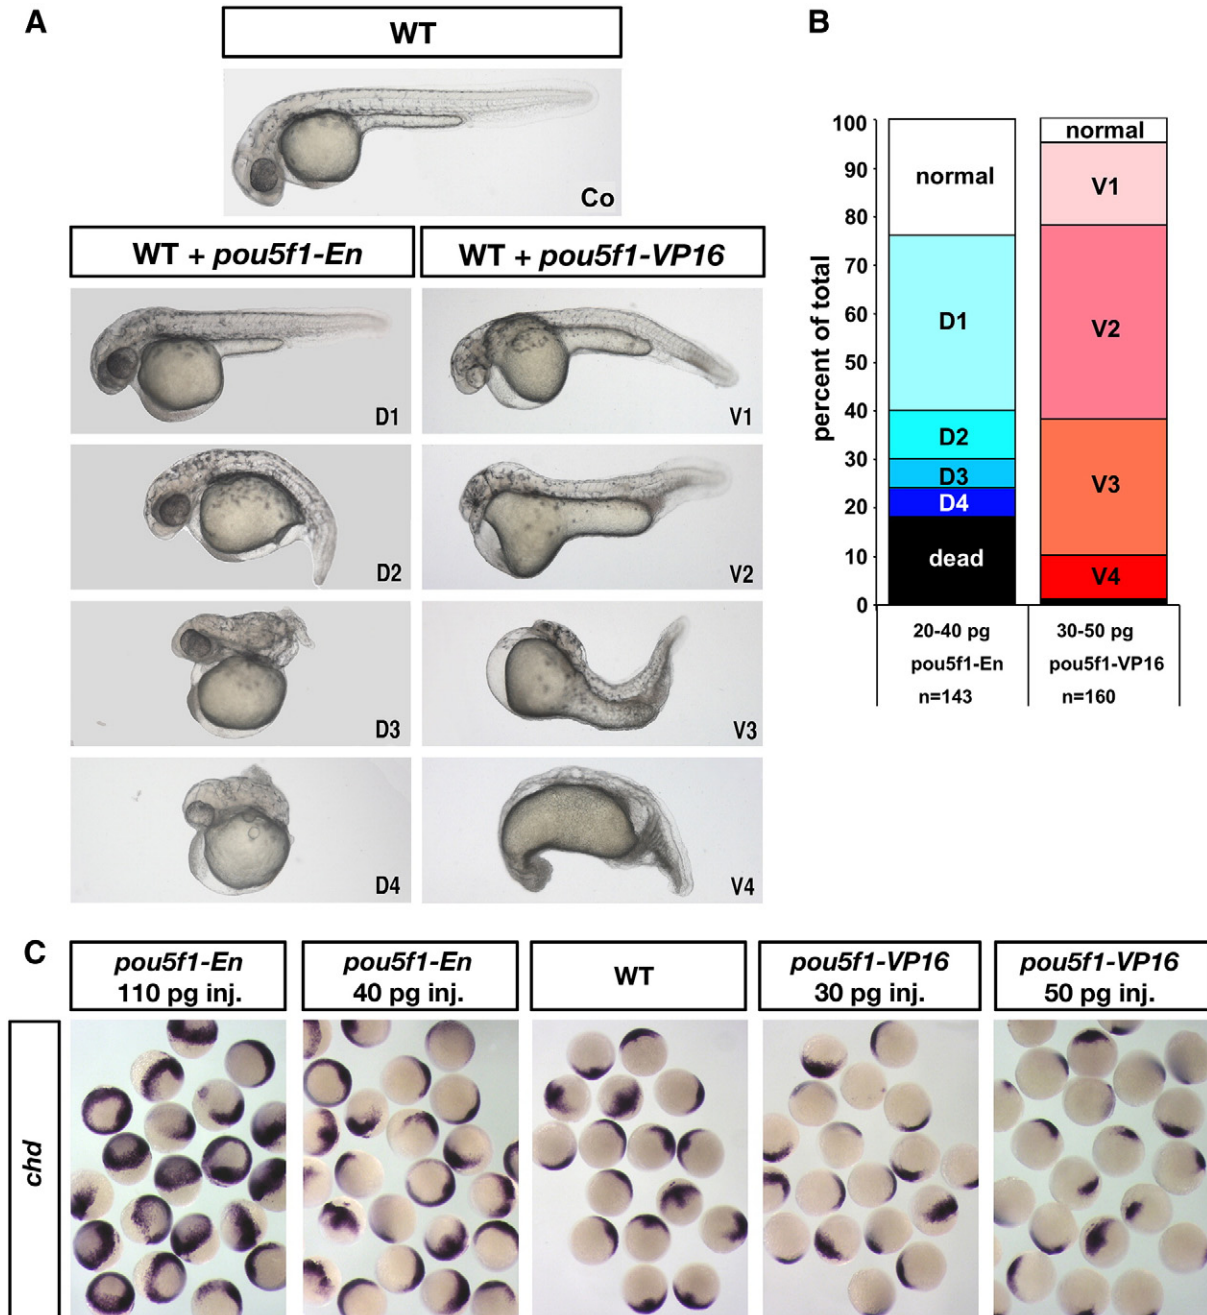 A
WT
Co
WT + pou5f1-En
WT + pou5f1-VP16
D1
V1
D2
V2
D3
V3
D4
V4
B
percent of total
100
90
80
70
60
50
40
30
20
10
0
normal
D1
D2
D3
D4
dead
normal
V1
V2
V3
V4
20-40 pg
pou5f1-En
n=143
30-50 pg
pou5f1-VP16
n=160
C
pou5f1-En
110 pg inj.
pou5f1-En
40 pg inj.
WT
pou5f1-VP16
30 pg inj.
pou5f1-VP16
50 pg inj.
chd